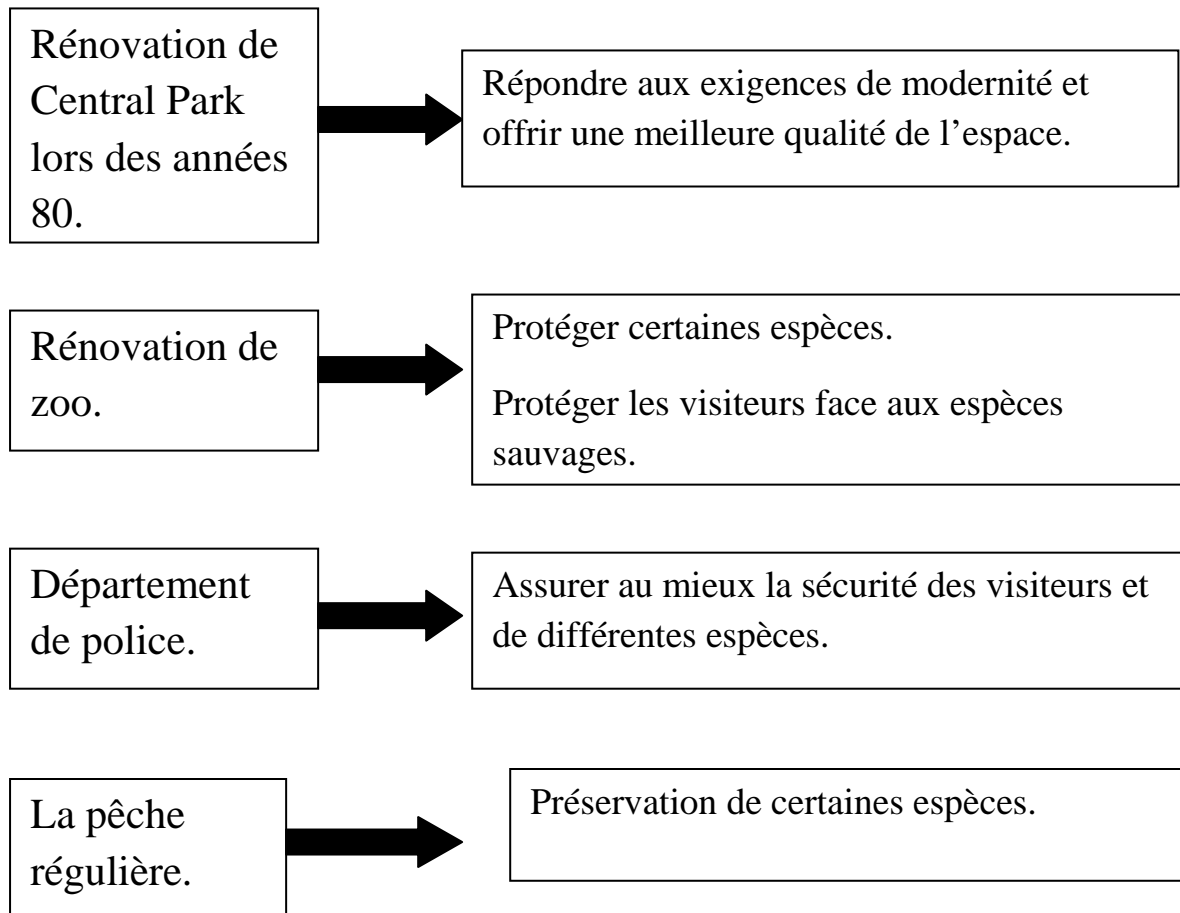 Rénovation de
Central Park
lors des années
80.
Répondre aux exigences de modernité et
offrir une meilleure qualité de l’espace.
Rénovation de
zoo.
Protéger certaines espèces.
Protéger les visiteurs face aux espèces
sauvages.
Département
de police.
Assurer au mieux la sécurité des visiteurs et
de différentes espèces.
La pêche
régulière.
Préservation de certaines espèces.